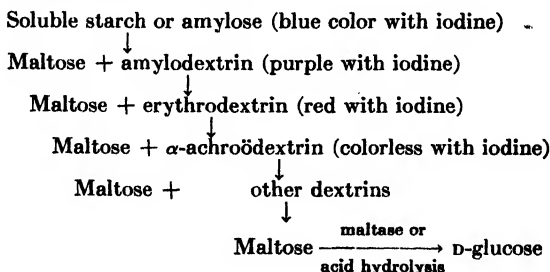 Soluble starch or amylose (blue color with iodine)
Maltose + amylodextrin (purple with iodine)
Maltose + erythrodextrin (red with iodine)
Maltose + α-achroödextrin (colorless with iodine)
Maltose + other dextrins
maltase or
Maltose → D-glucose
acid hydrolysis